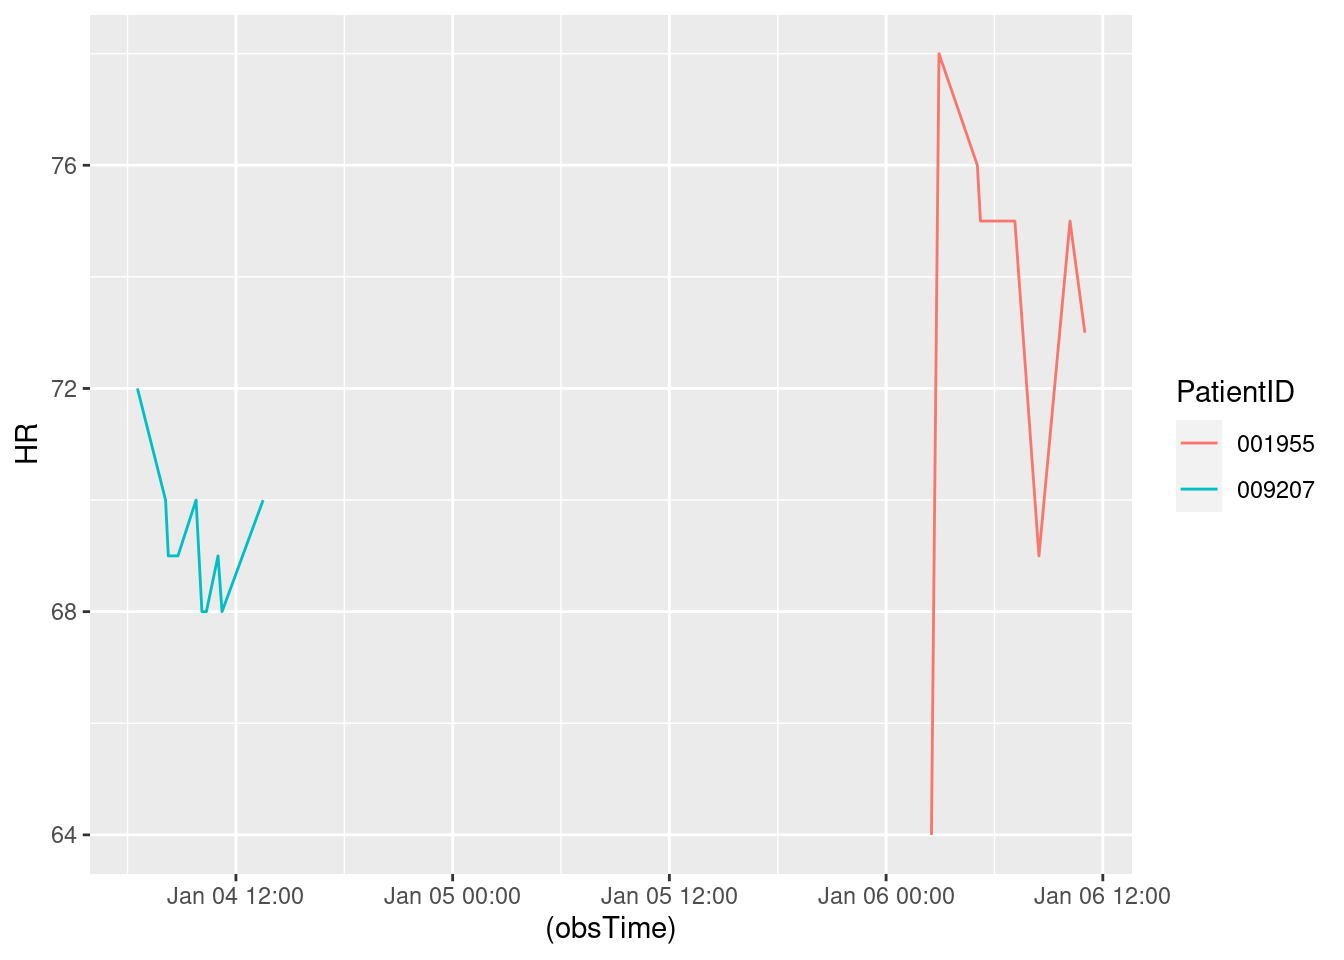 HR
76
72
68
64
Jan 04 12:00
Jan 05 00:00
Jan 05 12:00
Jan 06 00:00
Jan 06 12:00
(obsTime)
PatientID
001955
009207